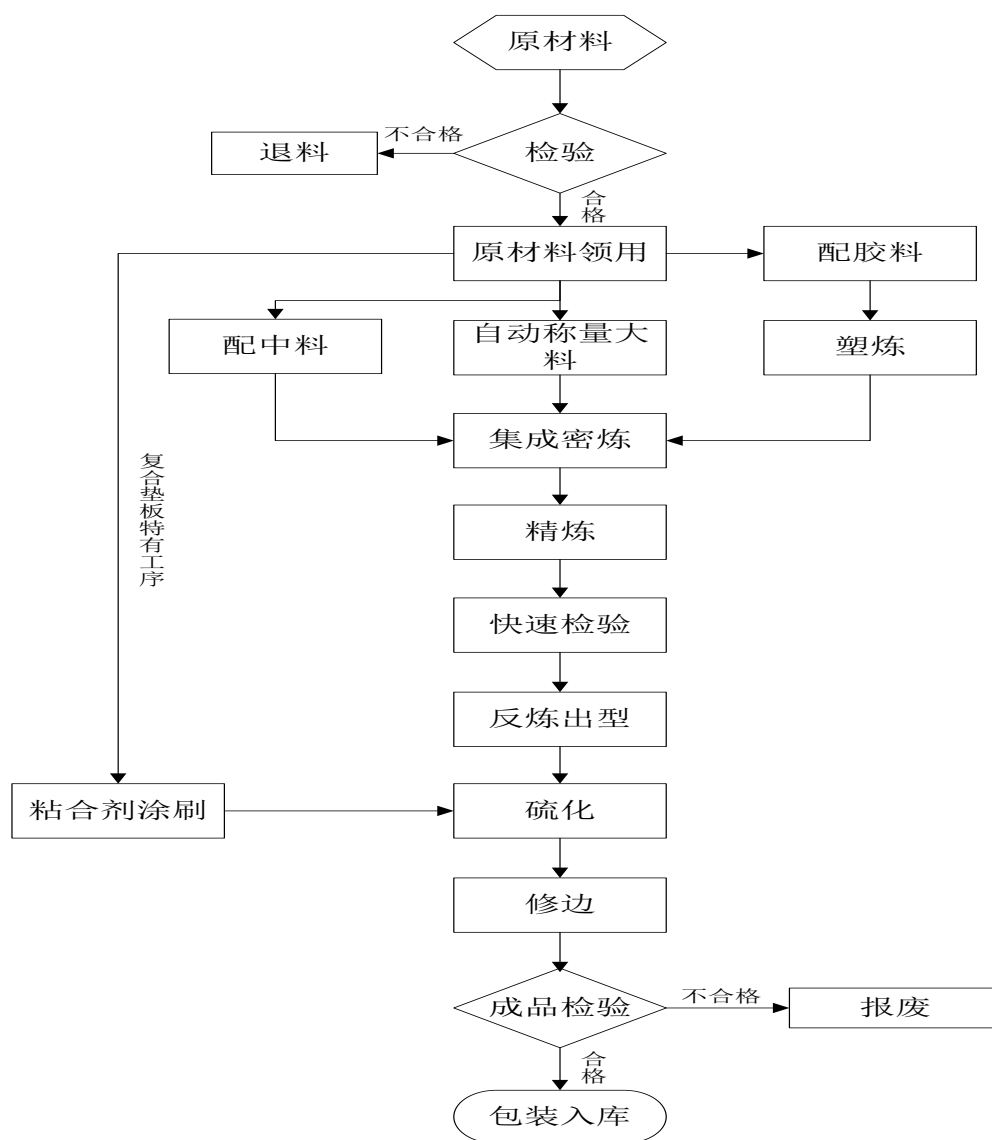 原材料
不合格
退料
检验
合格
原材料领用
配胶料
配中料
自动称量大
料
塑炼
集成密炼
复合垫板特有工序
精炼
快速检验
反炼出型
粘合剂涂刷
硫化
修边
成品检验
不合格
报废
合格
包装入库